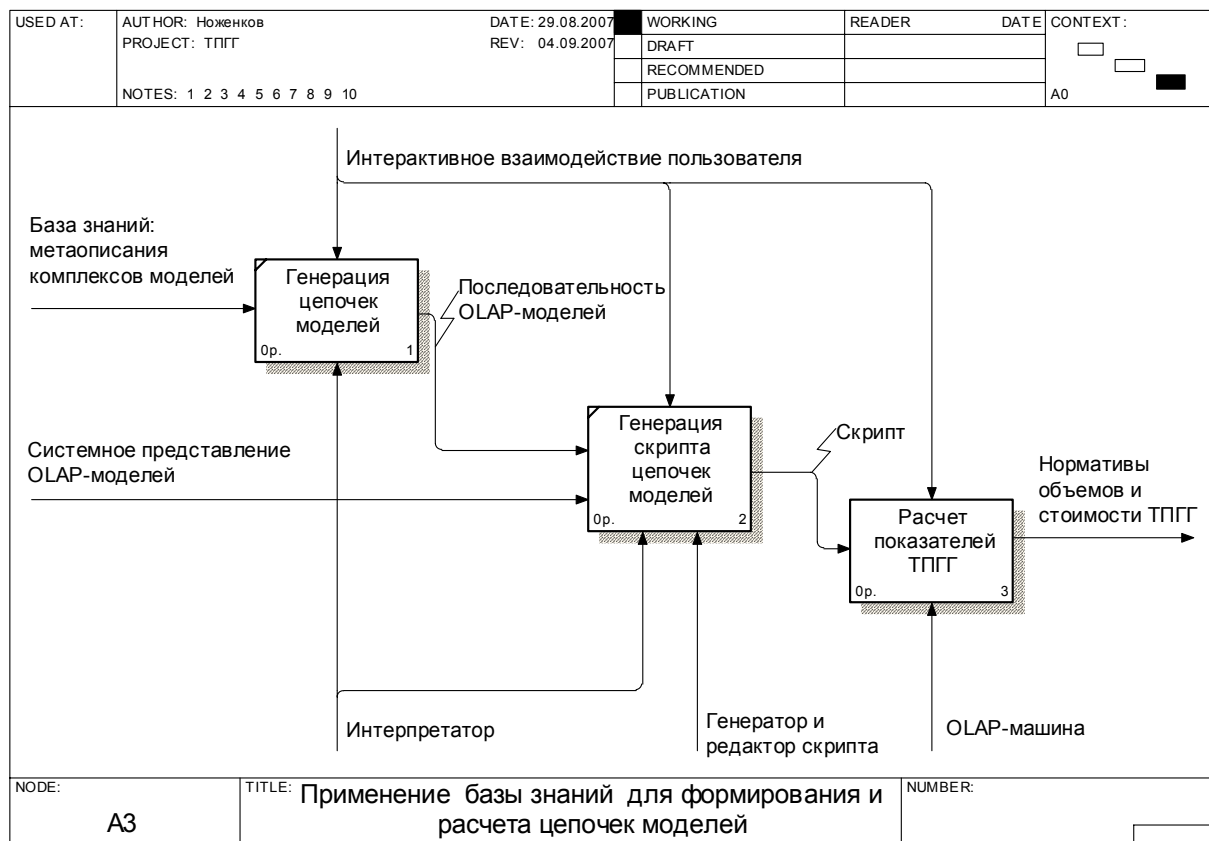 USED AT:
AUTHOR: Ноженков
DATE: 29.08.2007
WORKING
READER
DATE
CONTEXT:
PROJECT: ТПГГ
REV: 04.09.2007
DRAFT
RECOMMENDED
NOTES: 1 2 3 4 5 6 7 8 9 10
PUBLICATION
A0
Интерактивное взаимодействие пользователя
База знаний:
метаописания
комплексов моделей
Генерация
цепочек
моделей
0р.
1
Последовательность
OLAP-моделей
Системное представление
OLAP-моделей
Генерация
скрипта
цепочек
моделей
0р.
2
Скрипт
Расчет
показателей
ТПГГ
0р.
3
Нормативы
объемов и
стоимости ТПГГ
Интерпретатор
Генератор и
редактор скрипта
OLAP-машина
NODE:
A3
TITLE:
Применение базы знаний для формирования и
расчета цепочек моделей
NUMBER: